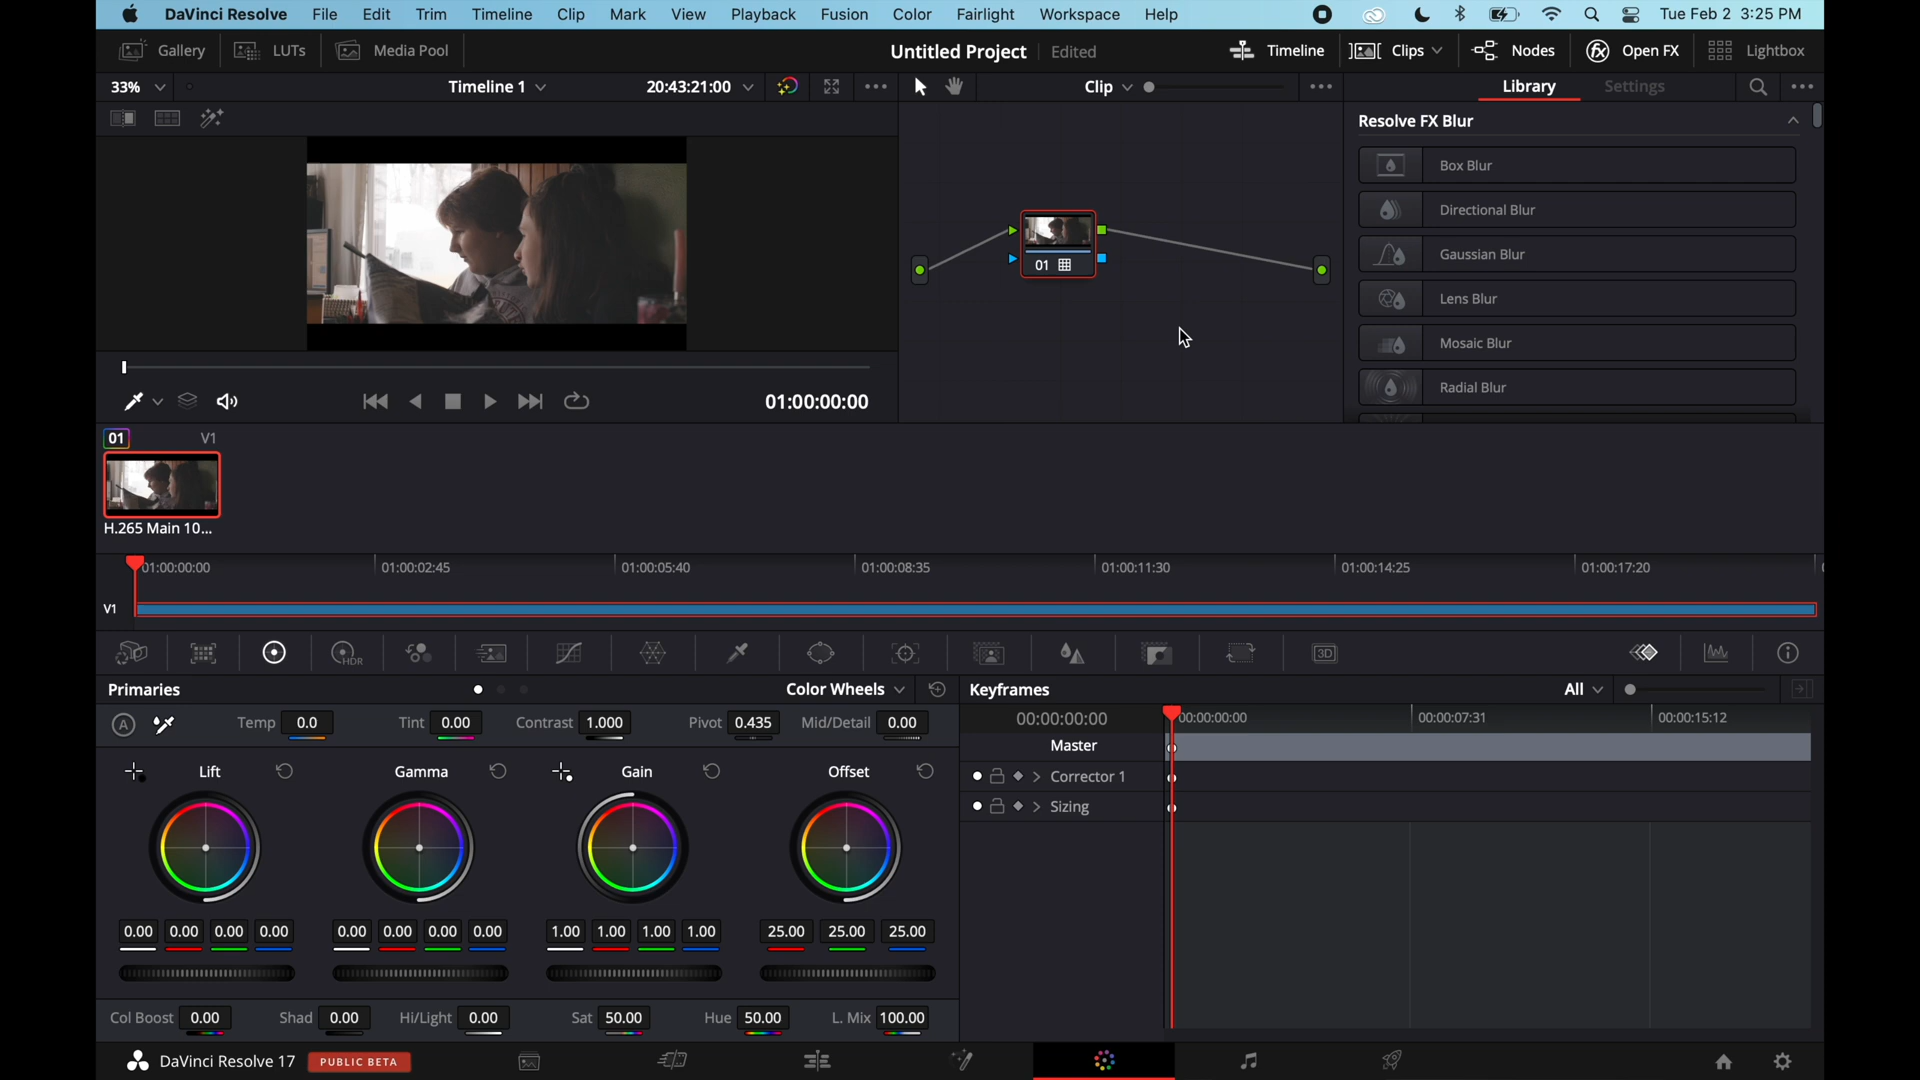 DaVinci Resolve File Edit Trim Timeline Clip Mark View Playback Fusion Color Fairlight Workspace Help Tue Feb 2 3:25 PM
Gallery LUTs Media Pool Untitled Project Edited Timeline Clips Nodes Open FX Lightbox
33% Timeline 1 20:43:21:00 Clip Library Settings
Resolve FX Blur
Box Blur
Directional Blur
Gaussian Blur
01
Lens Blur
Mosaic Blur
Radial Blur
01:00:00:00
01 V1
H.265 Main 10...
01:00:00:00 01:00:02:45 01:00:05:40 01:00:08:35 01:00:11:30 01:00:14:25 01:00:17:20
V1
HDR 3D
Primaries Color Wheels Keyframes All
A Temp 0.0 Tint 0.00 Contrast 1.000 Pivot 0.435 Mid/Detail 0.00
00:00:00:00 00:00:00:00 00:00:07:31 00:00:15:12
Master
Lift Gamma Gain Offset
Corrector 1
Sizing
0.00 0.00 0.00 0.00 0.00 0.00 0.00 0.00 1.00 1.00 1.00 1.00 25.00 25.00 25.00
Col Boost 0.00 Shad 0.00 Hi/Light 0.00 Sat 50.00 Hue 50.00 L. Mix 100.00
DaVinci Resolve 17 PUBLIC BETA